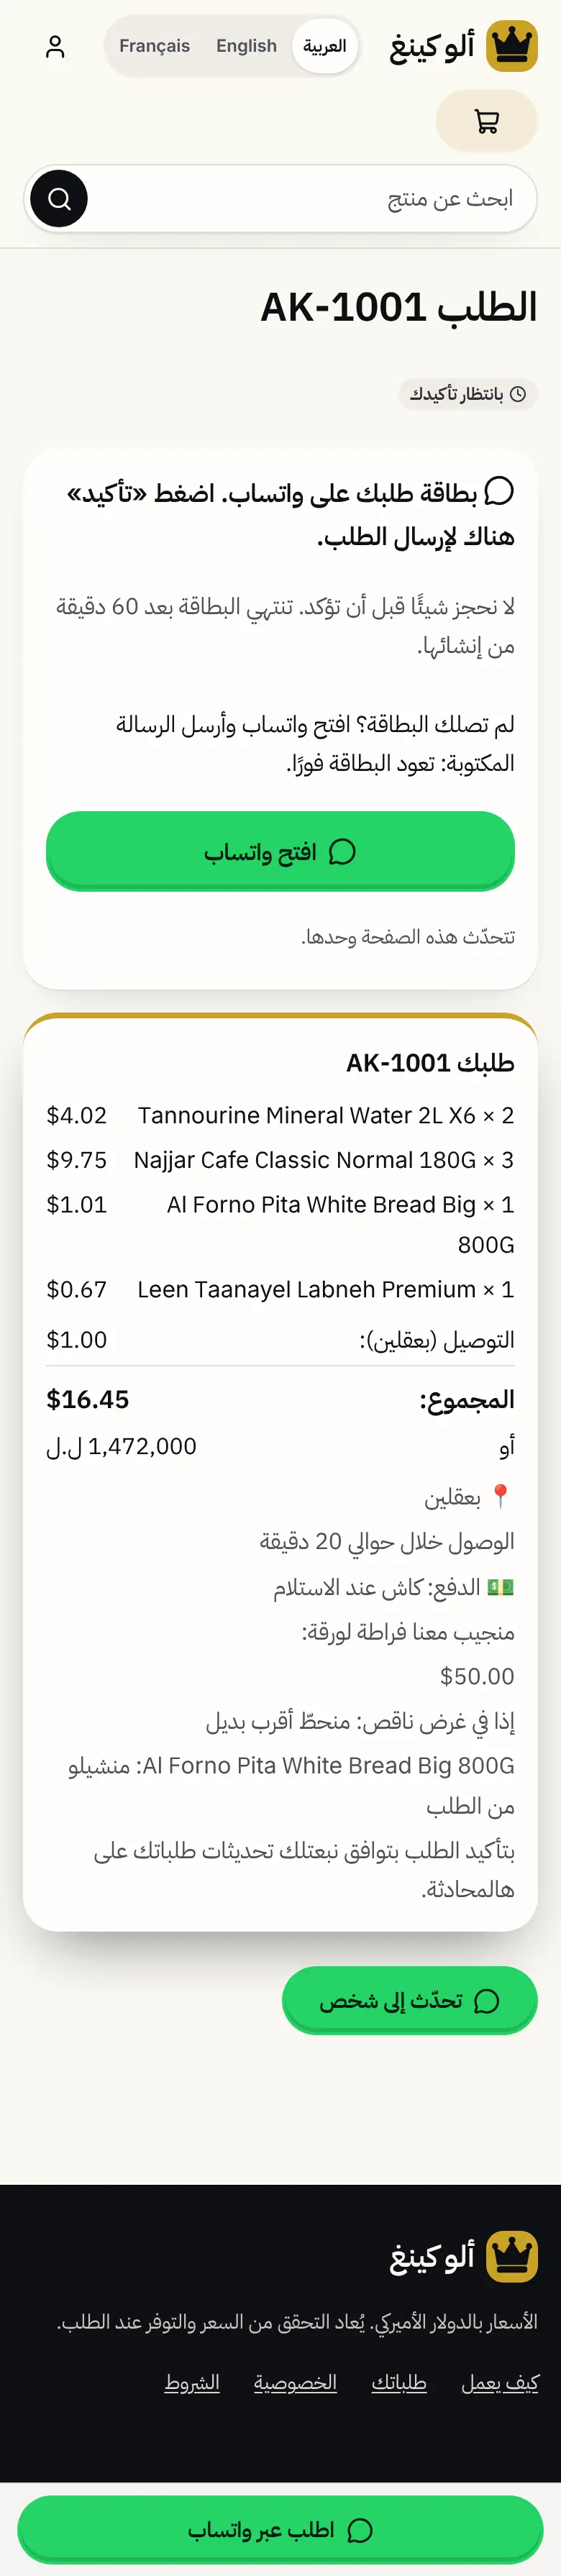 ألو كينغ
العربية English Français
ابحث عن منتج
الطلب AK-1001
بانتظار تأكيدك
بطاقة طلبك على واتساب. اضغط «تأكيد»
هناك لإرسال الطلب.
لا نحجز شيئًا قبل أن تؤكد. تنتهي البطاقة بعد 60 دقيقة
من إنشائها.
لم تصلك البطاقة؟ افتح واتساب وأرسل الرسالة
المكتوبة: تعود البطاقة فورًا.
افتح واتساب
تتحدّث هذه الصفحة وحدها.
طلبك AK-1001
2 × Tannourine Mineral Water 2L X6 $4.02
3 × Najjar Cafe Classic Normal 180G $9.75
1 × Al Forno Pita White Bread Big $1.01
800G
1 × Leen Taanayel Labneh Premium $0.67
التوصيل (بعقلين): $1.00
المجموع: $16.45
أو 1,472,000 ل.ل
📍 بعقلين
الوصول خلال حوالي 20 دقيقة
💵 الدفع: كاش عند الاستلام
منجيب معنا فراطة لورقة:
$50.00
إذا في غرض ناقص: منحطّ أقرب بديل
Al Forno Pita White Bread Big 800G: منشيلو
من الطلب
بتأكيد الطلب بتوافق نبعتلك تحديثات طلباتك على
هالمحادثة.
تحدّث إلى شخص
ألو كينغ
الأسعار بالدولار الأميركي. يُعاد التحقق من السعر والتوفر عند الطلب.
كيف يعمل طلباتك الخصوصية الشروط
اطلب عبر واتساب